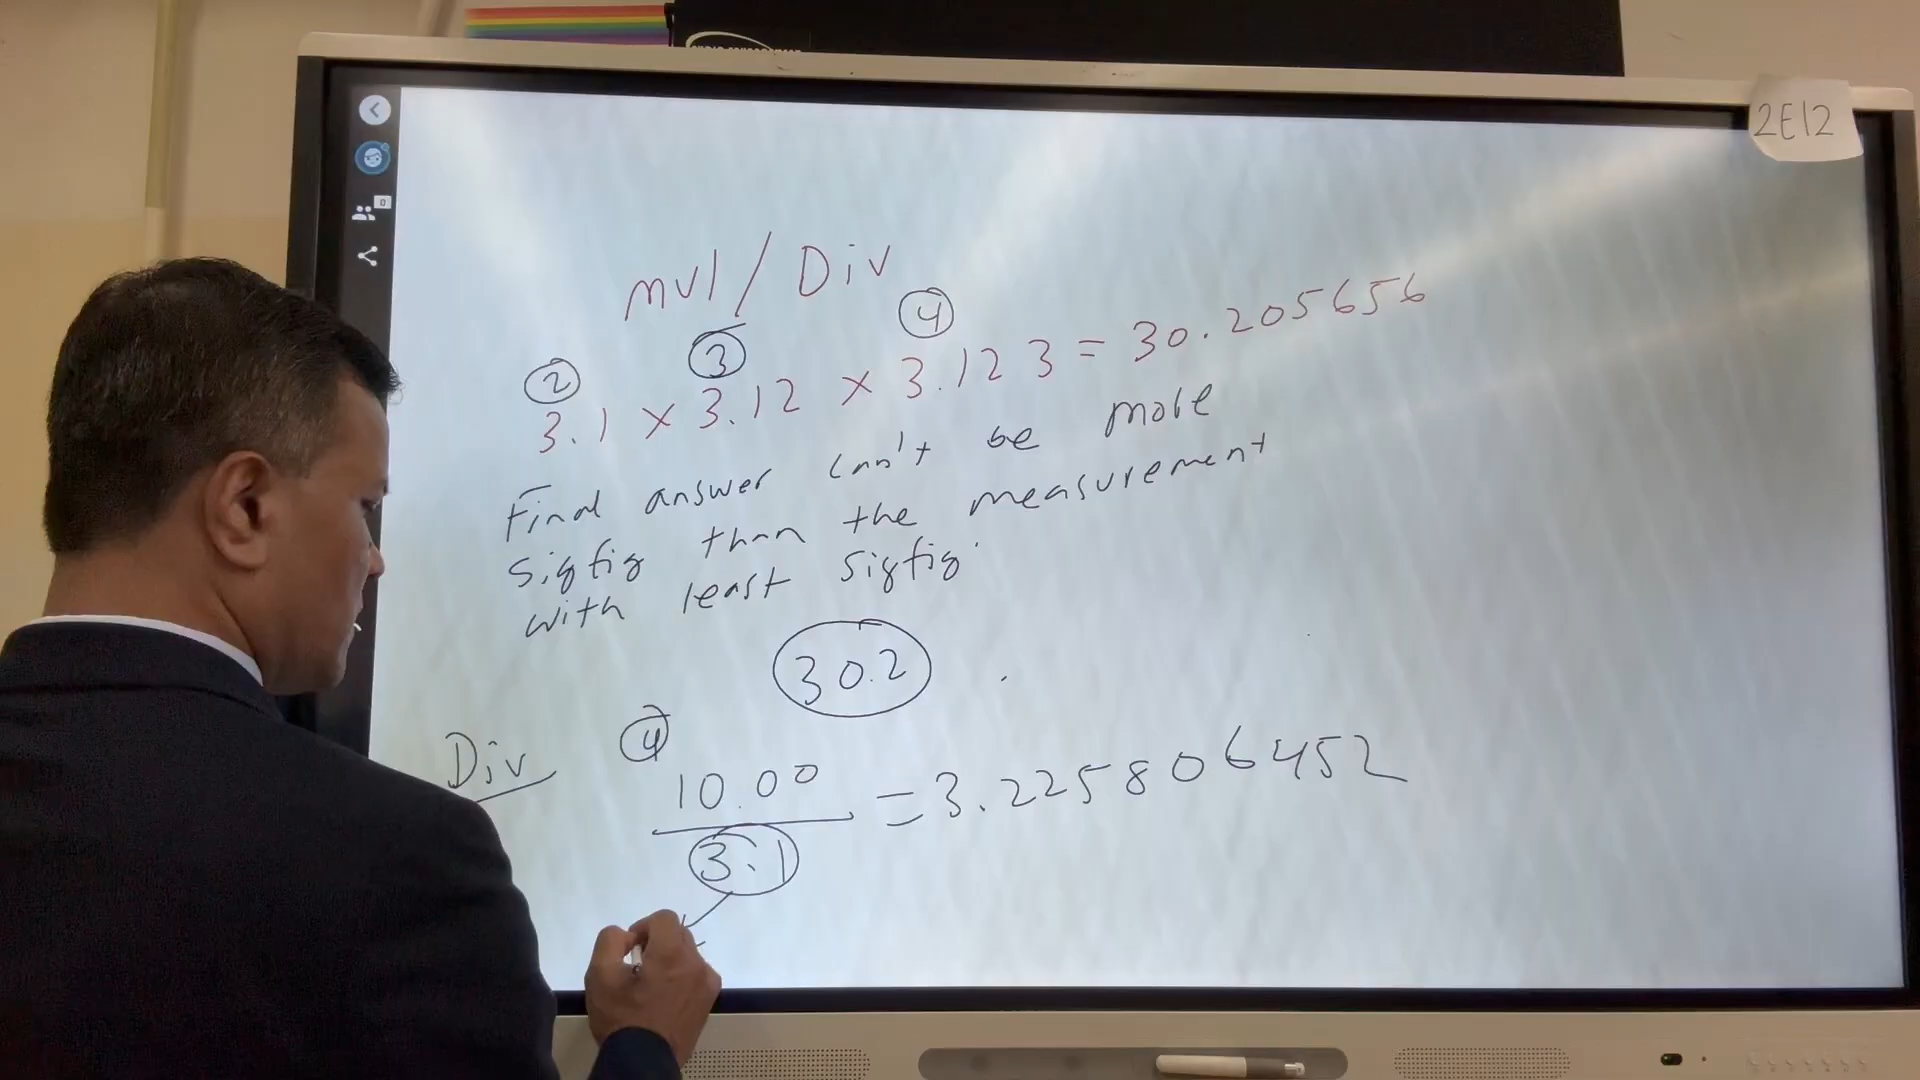 2E12
mul / Div
② ③ ④
3.1 x 3.12 x 3.123 = 30.205656
Final answer can't be more
sigfig than the measurement
with least sigfig.
30.2
Div ④
10.00
= 3.225806452
3.1